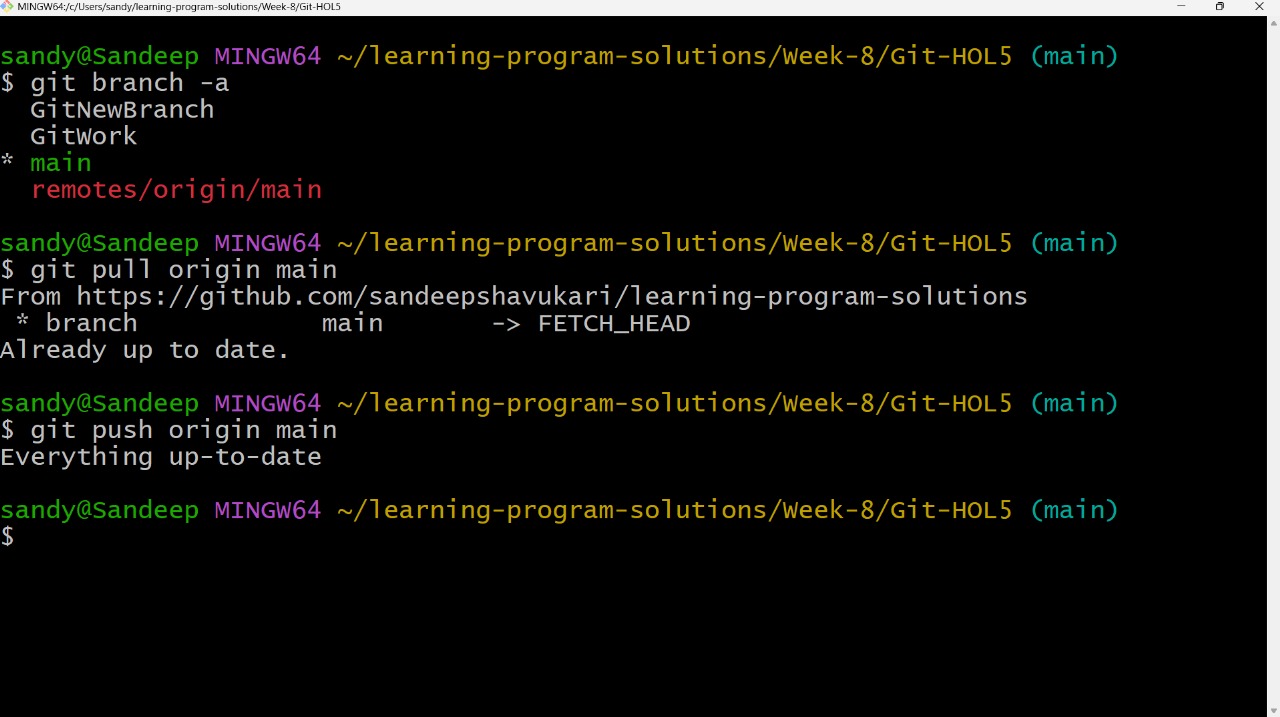 MINGW64:/c/Users/sandy/learning-program-solutions/Week-8/Git-HOL5
sandy@Sandeep MINGW64 ~/learning-program-solutions/Week-8/Git-HOL5 (main)
$ git branch -a
  GitNewBranch
  GitWork
* main
  remotes/origin/main
sandy@Sandeep MINGW64 ~/learning-program-solutions/Week-8/Git-HOL5 (main)
$ git pull origin main
From https://github.com/sandeepshavukari/learning-program-solutions
 * branch            main       -> FETCH_HEAD
Already up to date.
sandy@Sandeep MINGW64 ~/learning-program-solutions/Week-8/Git-HOL5 (main)
$ git push origin main
Everything up-to-date
sandy@Sandeep MINGW64 ~/learning-program-solutions/Week-8/Git-HOL5 (main)
$